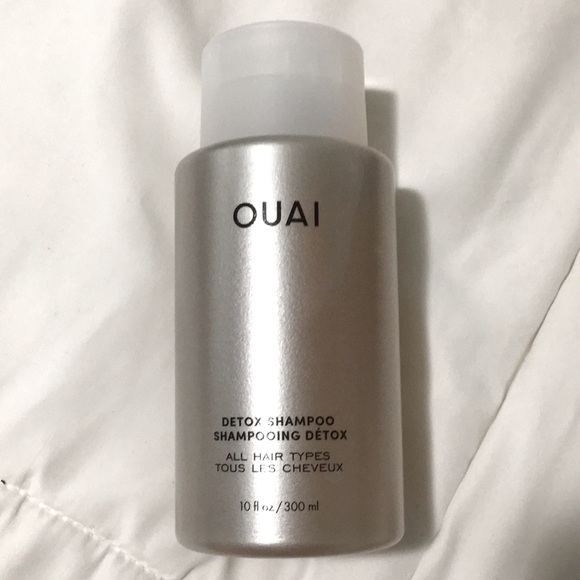 OUAI
DETOX SHAMPOO
SHAMPOOING DÉTOX
ALL HAIR TYPES
TOUS LES CHEVEUX
10 fl oz / 300 ml